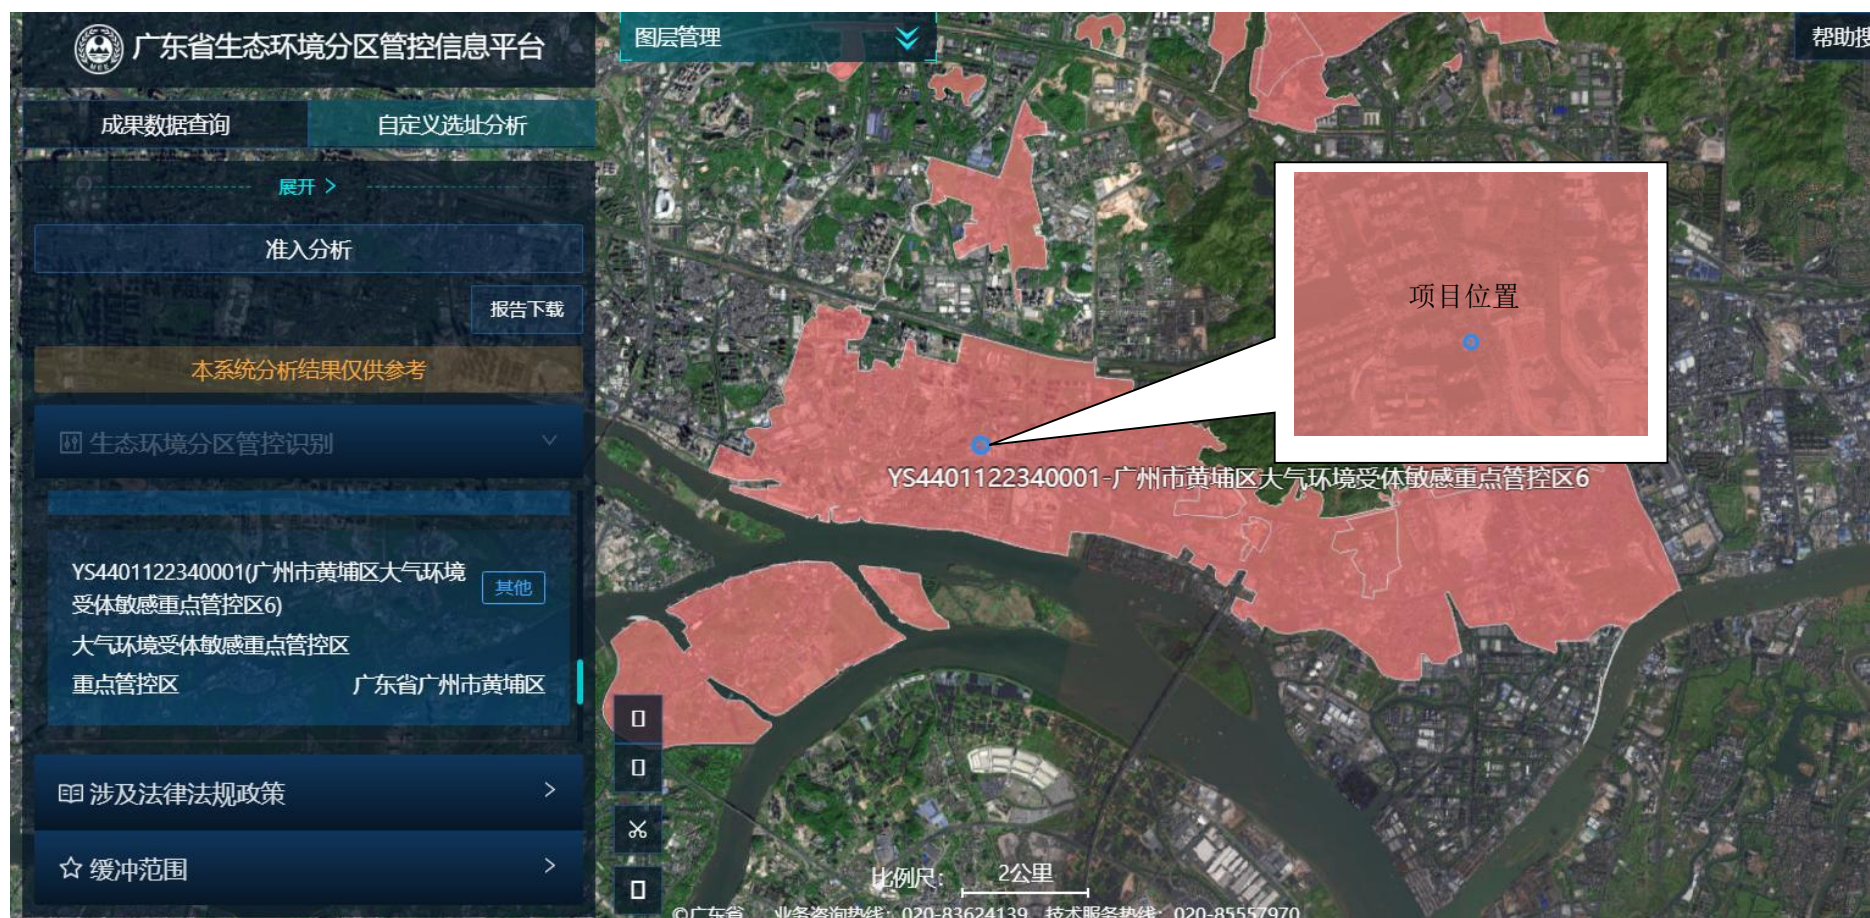 广东省生态环境分区管控信息平台
成果数据查询
自定义选址分析
展开 >
准入分析
报告下载
本系统分析结果仅供参考
生态环境分区管控识别
YS4401122340001(广州市黄埔区大气环境
受体敏感重点管控区6)
其他
大气环境受体敏感重点管控区
重点管控区
广东省广州市黄埔区
涉及法律法规政策
缓冲范围
图层管理
项目位置
YS4401122340001-广州市黄埔区大气环境受体敏感重点管控区6
比例尺:
2公里
©广东省 业务咨询热线: 020-83624139 技术服务热线: 020-85557970
帮助